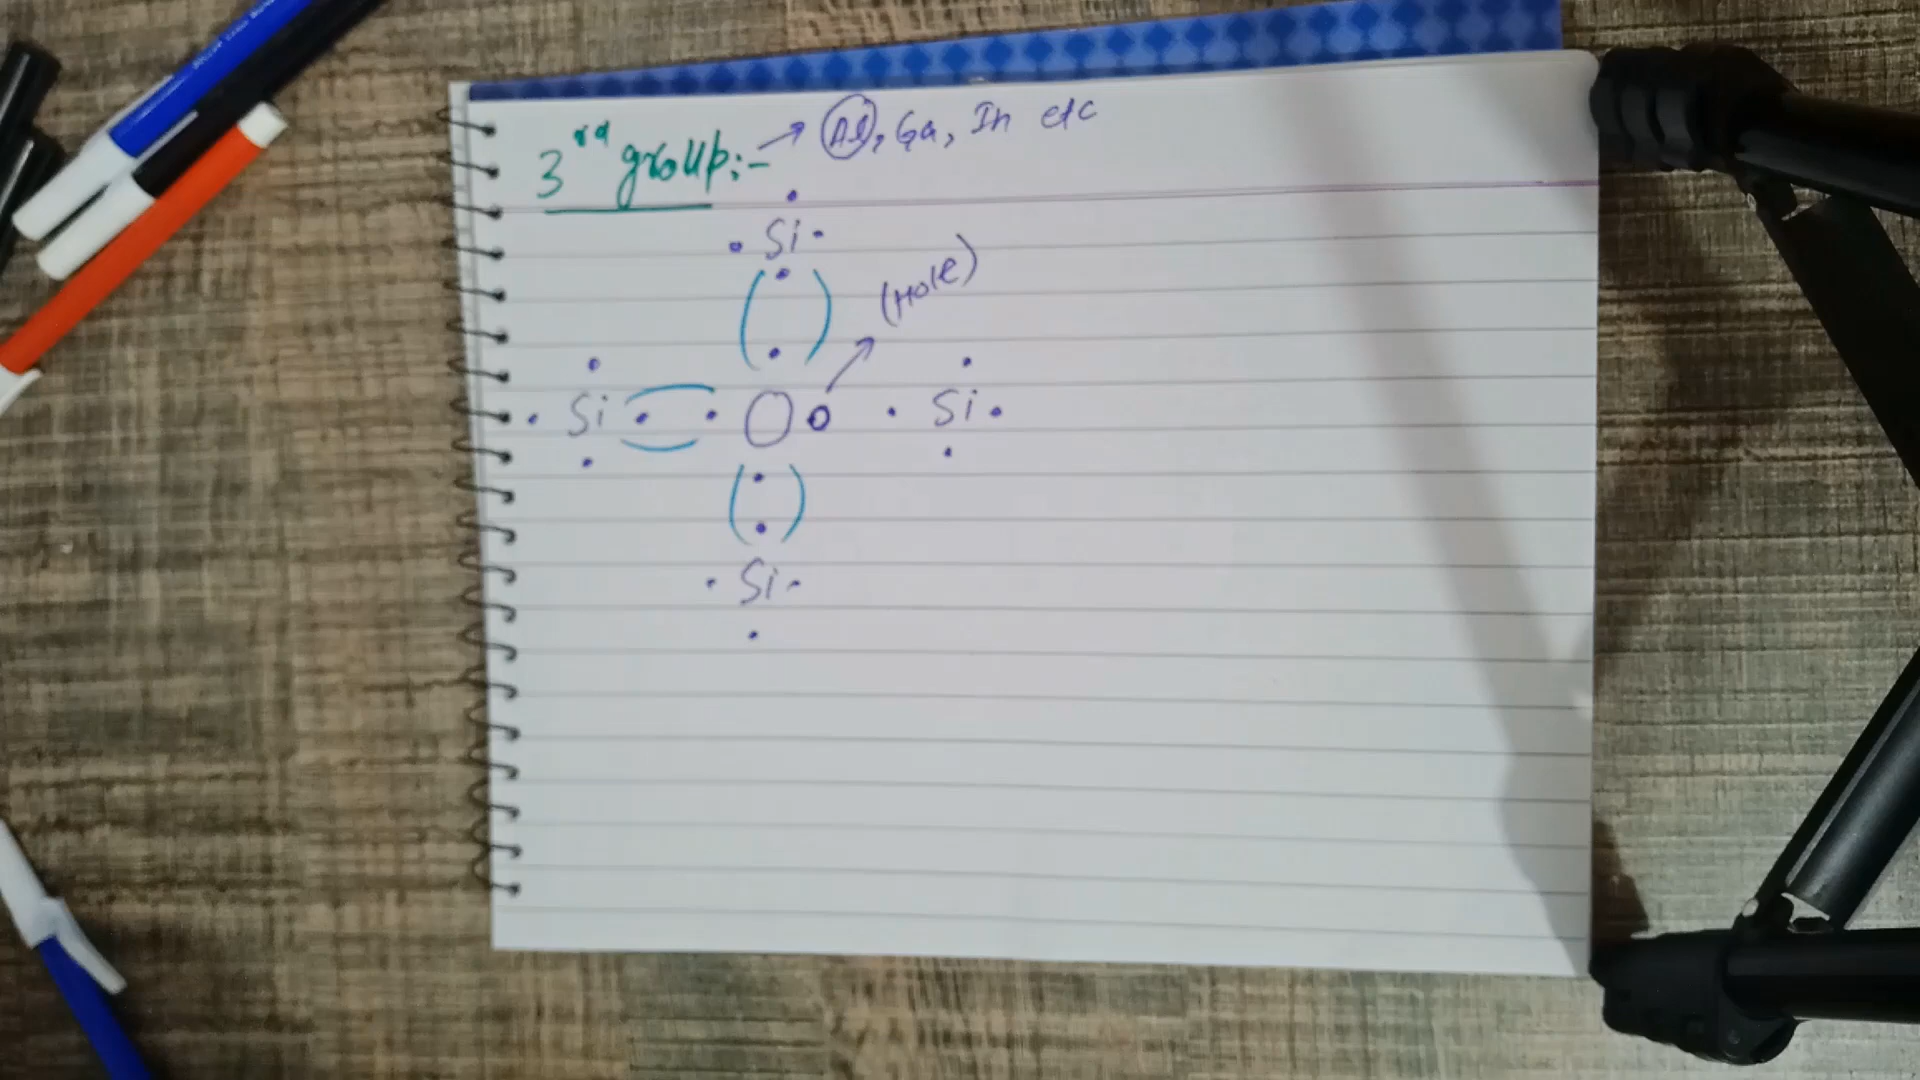 3rd group:- → Al, Ga, In etc
Si
(Hole)
Si Si
Si